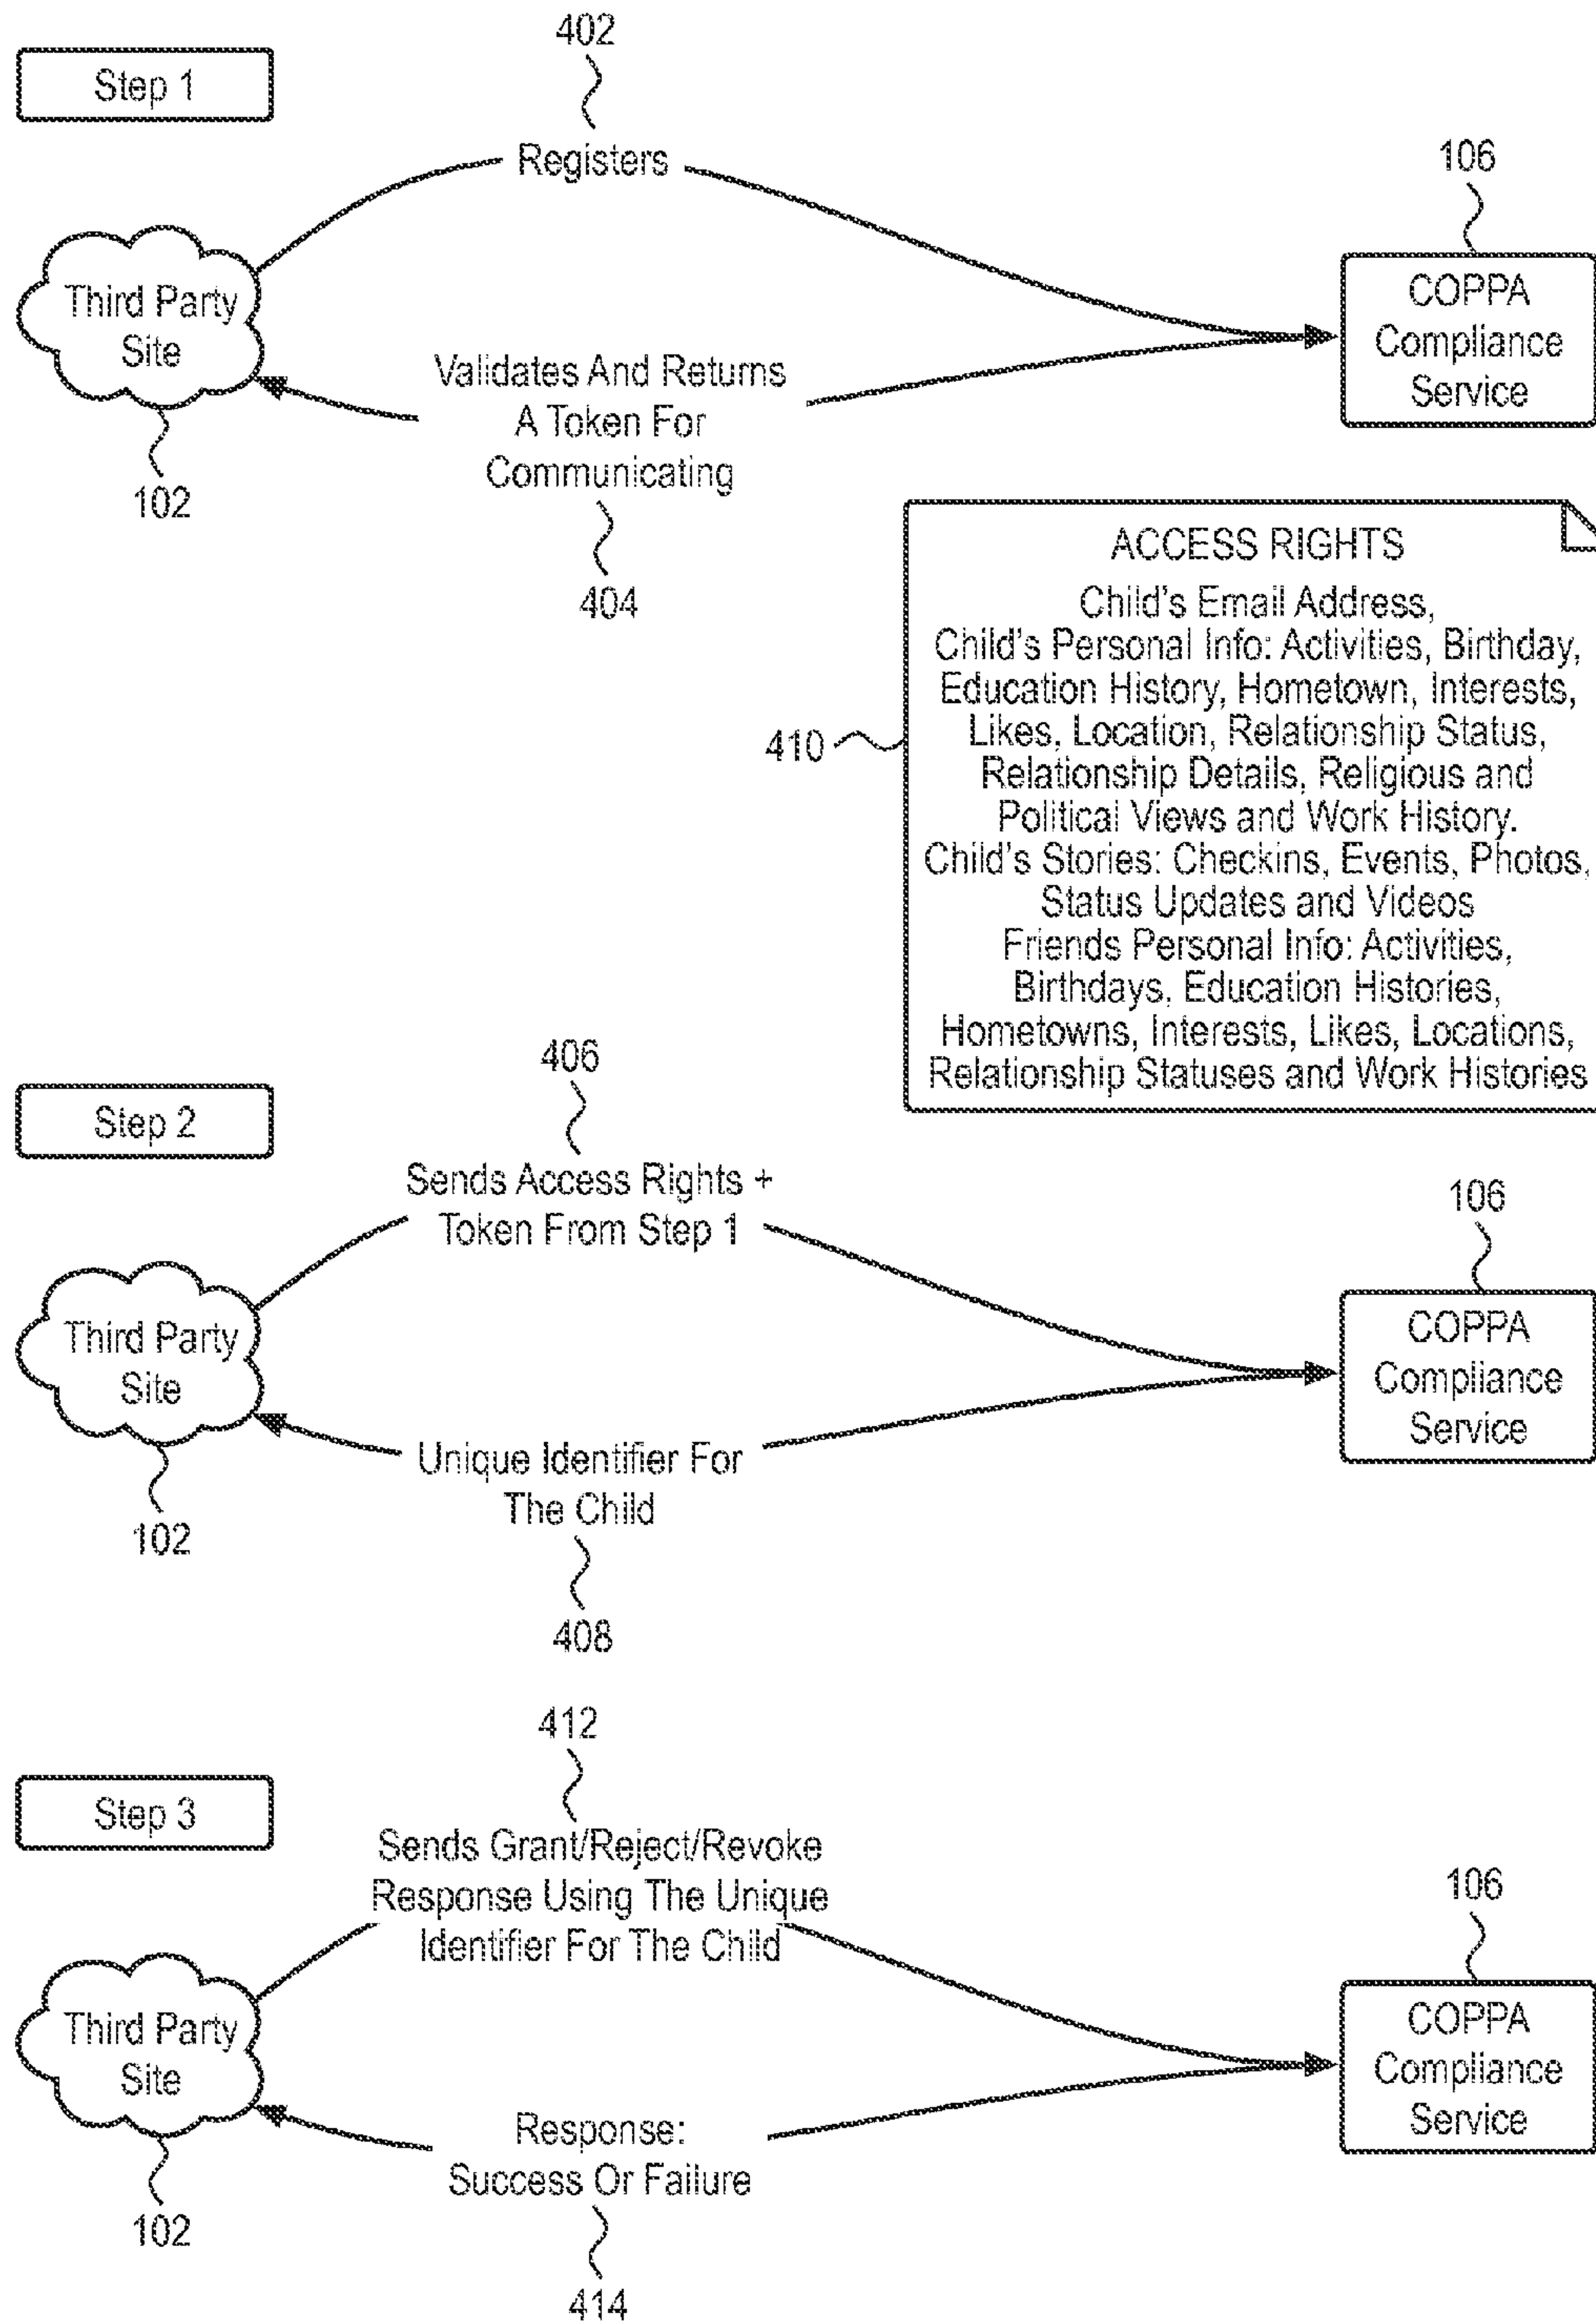 402
Step 1
Registers
106
Third Party
Site
COPPA
Compliance
Service
Validates And Returns
A Token For
Communicating
102
404
ACCESS RIGHTS
Child's Email Address,
Child's Personal Info: Activities, Birthday,
Education History, Hometown, Interests,
Likes, Location, Relationship Status,
Relationship Details, Religious and
Political Views and Work History.
Child's Stories: Checkins, Events, Photos,
Status Updates and Videos
Friends Personal Info: Activities,
Birthdays, Education Histories,
Hometowns, Interests, Likes, Locations,
Relationship Statuses and Work Histories
410
406
Step 2
Sends Access Rights +
Token From Step 1
106
Third Party
Site
COPPA
Compliance
Service
Unique Identifier For
The Child
102
408
412
Step 3
Sends Grant/Reject/Revoke
Response Using The Unique
Identifier For The Child
106
Third Party
Site
COPPA
Compliance
Service
Response:
Success Or Failure
102
414